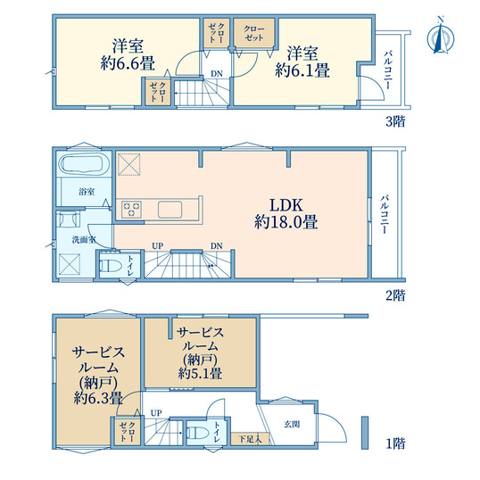 洋室
約6.6畳
クロー
ゼット
クロー
ゼット
洋室
約6.1畳
クロー
ゼット
DN
バルコニー
3階
浴室
洗面室
トイレ
UP
DN
LDK
約18.0畳
バルコニー
2階
サービス
ルーム
(納戸)
約6.3畳
サービス
ルーム
(納戸)
約5.1畳
クロー
ゼット
UP
トイレ
下足入
玄関
1階